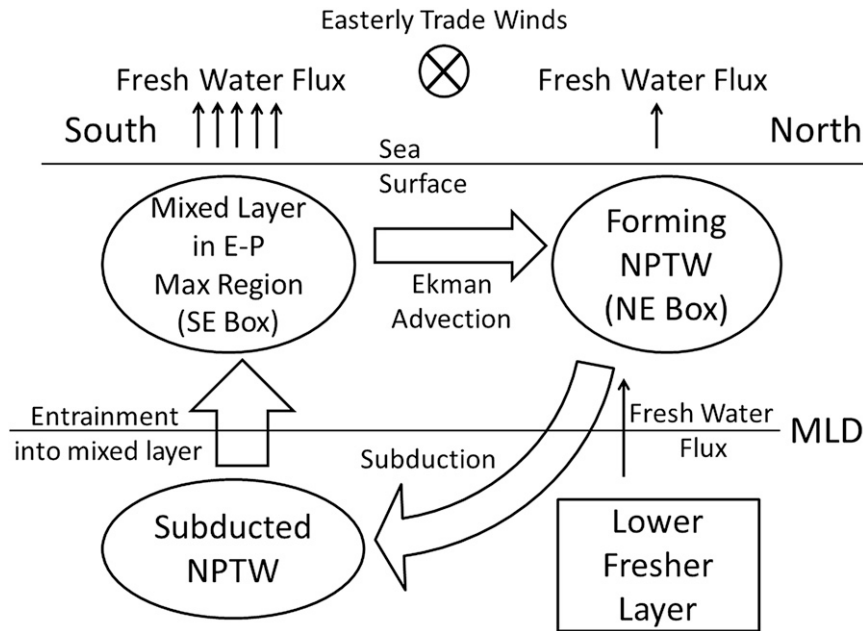 Easterly Trade Winds
Fresh Water Flux
Fresh Water Flux
South
North
Sea
Surface
Mixed Layer
in E-P
Max Region
(SE Box)
Ekman
Advection
Forming
NPTW
(NE Box)
Entrainment
into mixed layer
Subduction
Fresh Water
Flux
MLD
Subducted
NPTW
Lower
Fresher
Layer